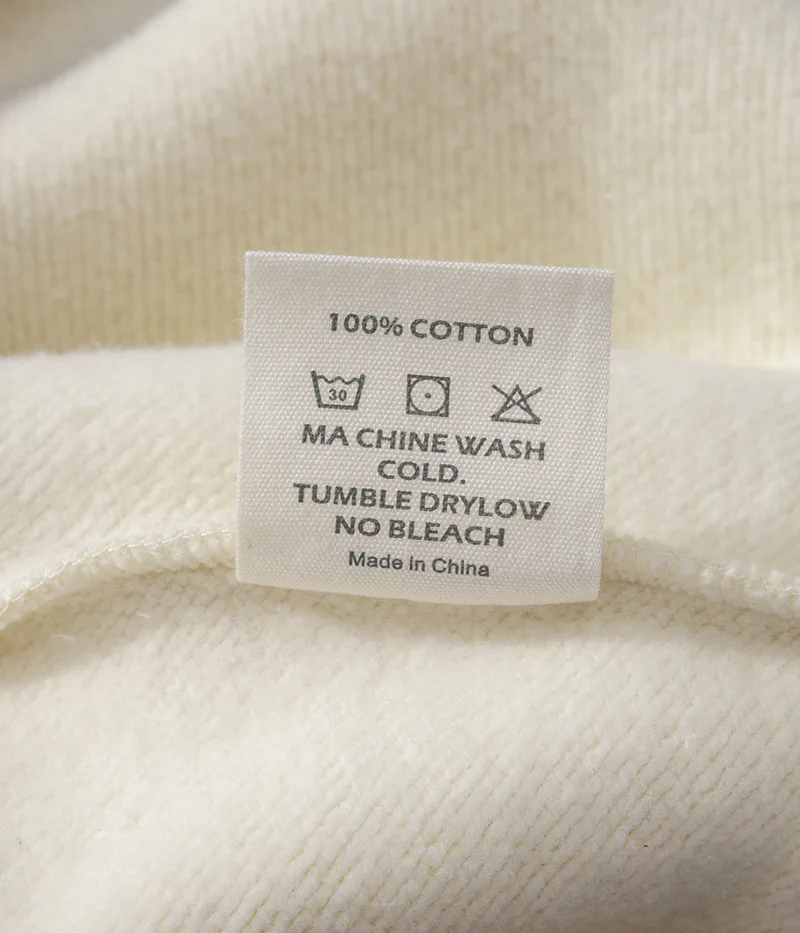 100% COTTON
30
MA CHINE WASH
COLD.
TUMBLE DRYLOW
NO BLEACH
Made in China